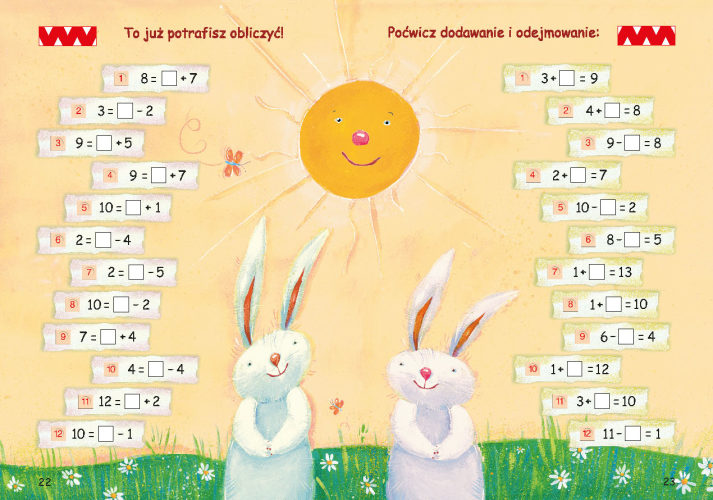 To już potrafisz obliczyć!
1 8 = □ + 7
2 3 = □ - 2
3 9 = □ + 5
4 9 = □ + 7
5 10 = □ + 1
6 2 = □ - 4
7 2 = □ - 5
8 10 = □ - 2
9 7 = □ + 4
10 4 = □ - 4
11 12 = □ + 2
12 10 = □ - 1
22
Poćwicz dodawanie i odejmowanie:
1 3 + □ = 9
2 4 + □ = 8
3 9 - □ = 8
4 2 + □ = 7
5 10 - □ = 2
6 8 - □ = 5
7 1 + □ = 13
8 1 + □ = 10
9 6 - □ = 4
10 1 + □ = 12
11 3 + □ = 10
12 11 - □ = 1
23